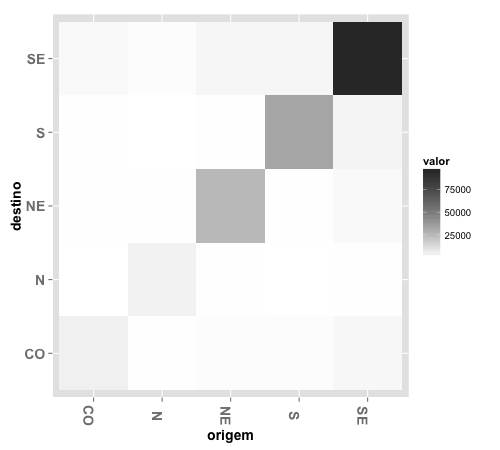 SE
S
NE
N
CO
destino
CO
N
NE
S
SE
origem
valor
75000
50000
25000